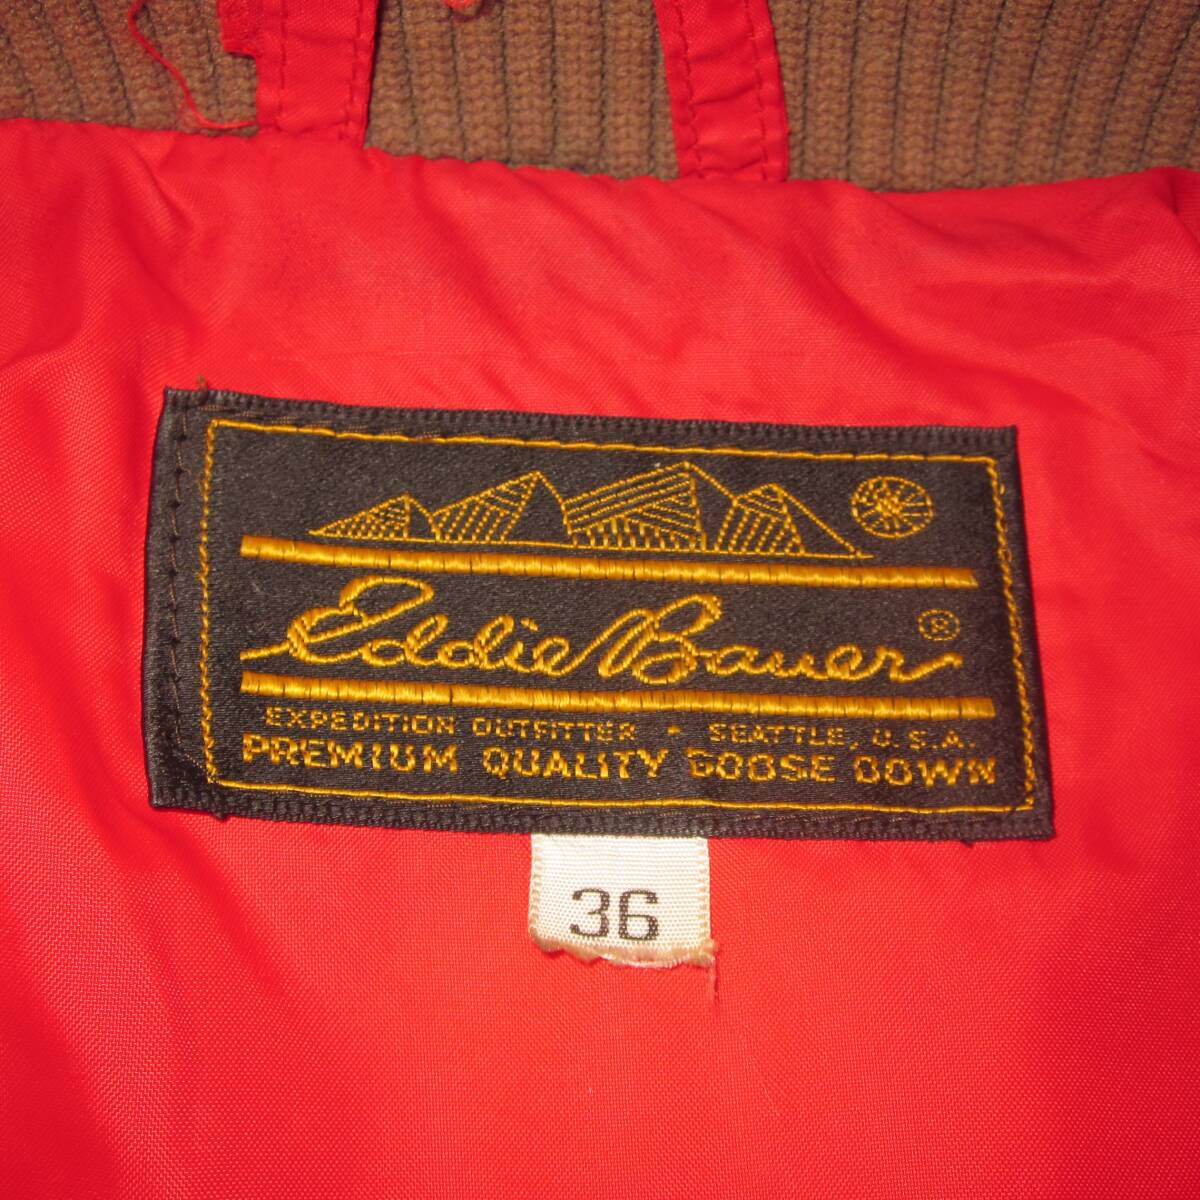 Eddie Bauer ®
EXPEDITION OUTFITTER • SEATTLE, U.S.A.
PREMIUM QUALITY GOOSE DOWN
36